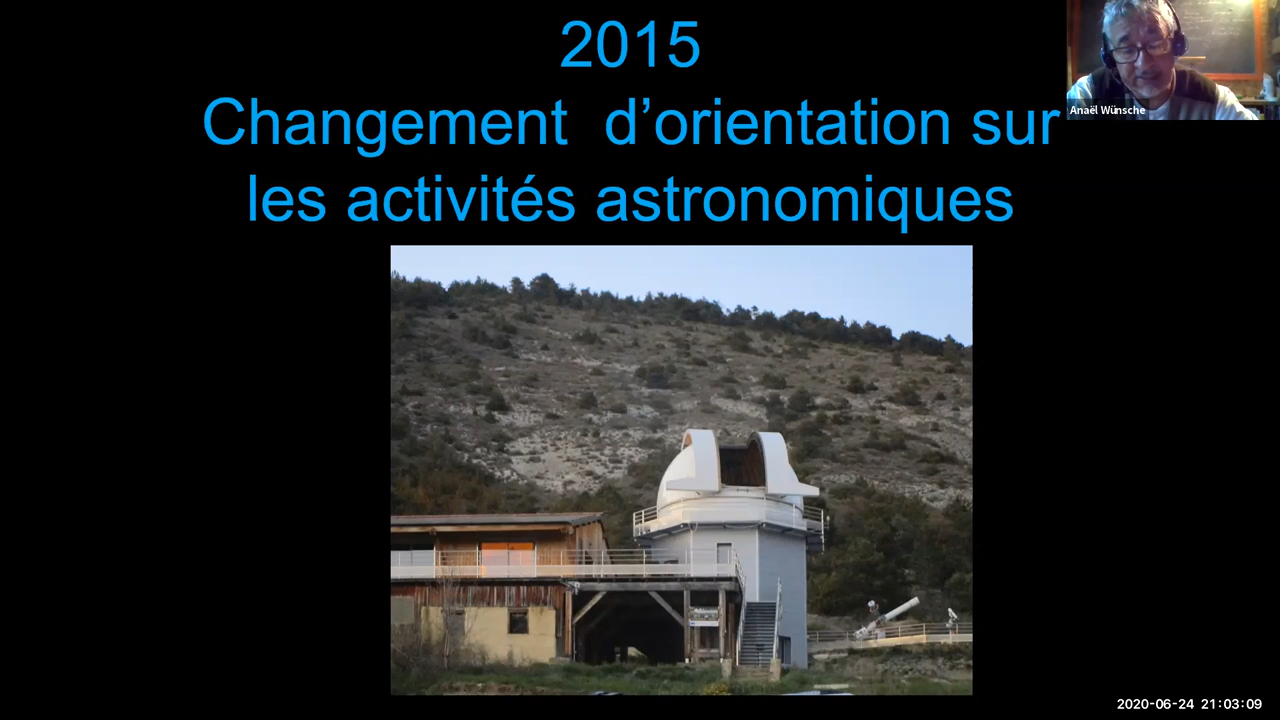 2015
Changement d’orientation sur
les activités astronomiques
Anaël Wünsche
2020-06-24 21:03:09